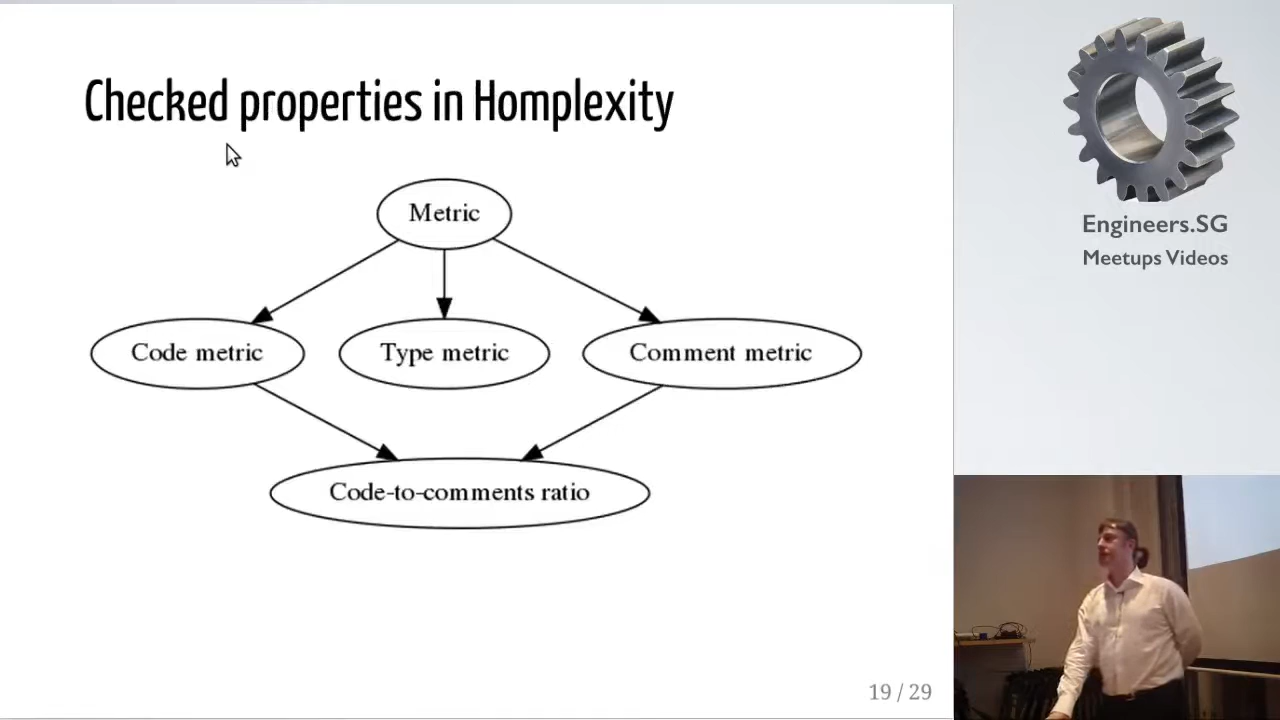 Checked properties in Homplexity
Metric
Code metric
Type metric
Comment metric
Code-to-comments ratio
19 / 29
Engineers.SG
Meetups Videos